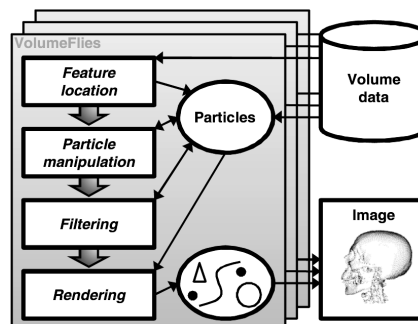 VolumeFlies
Feature
location
Particle
manipulation
Filtering
Rendering
Particles
Volume
data
Image